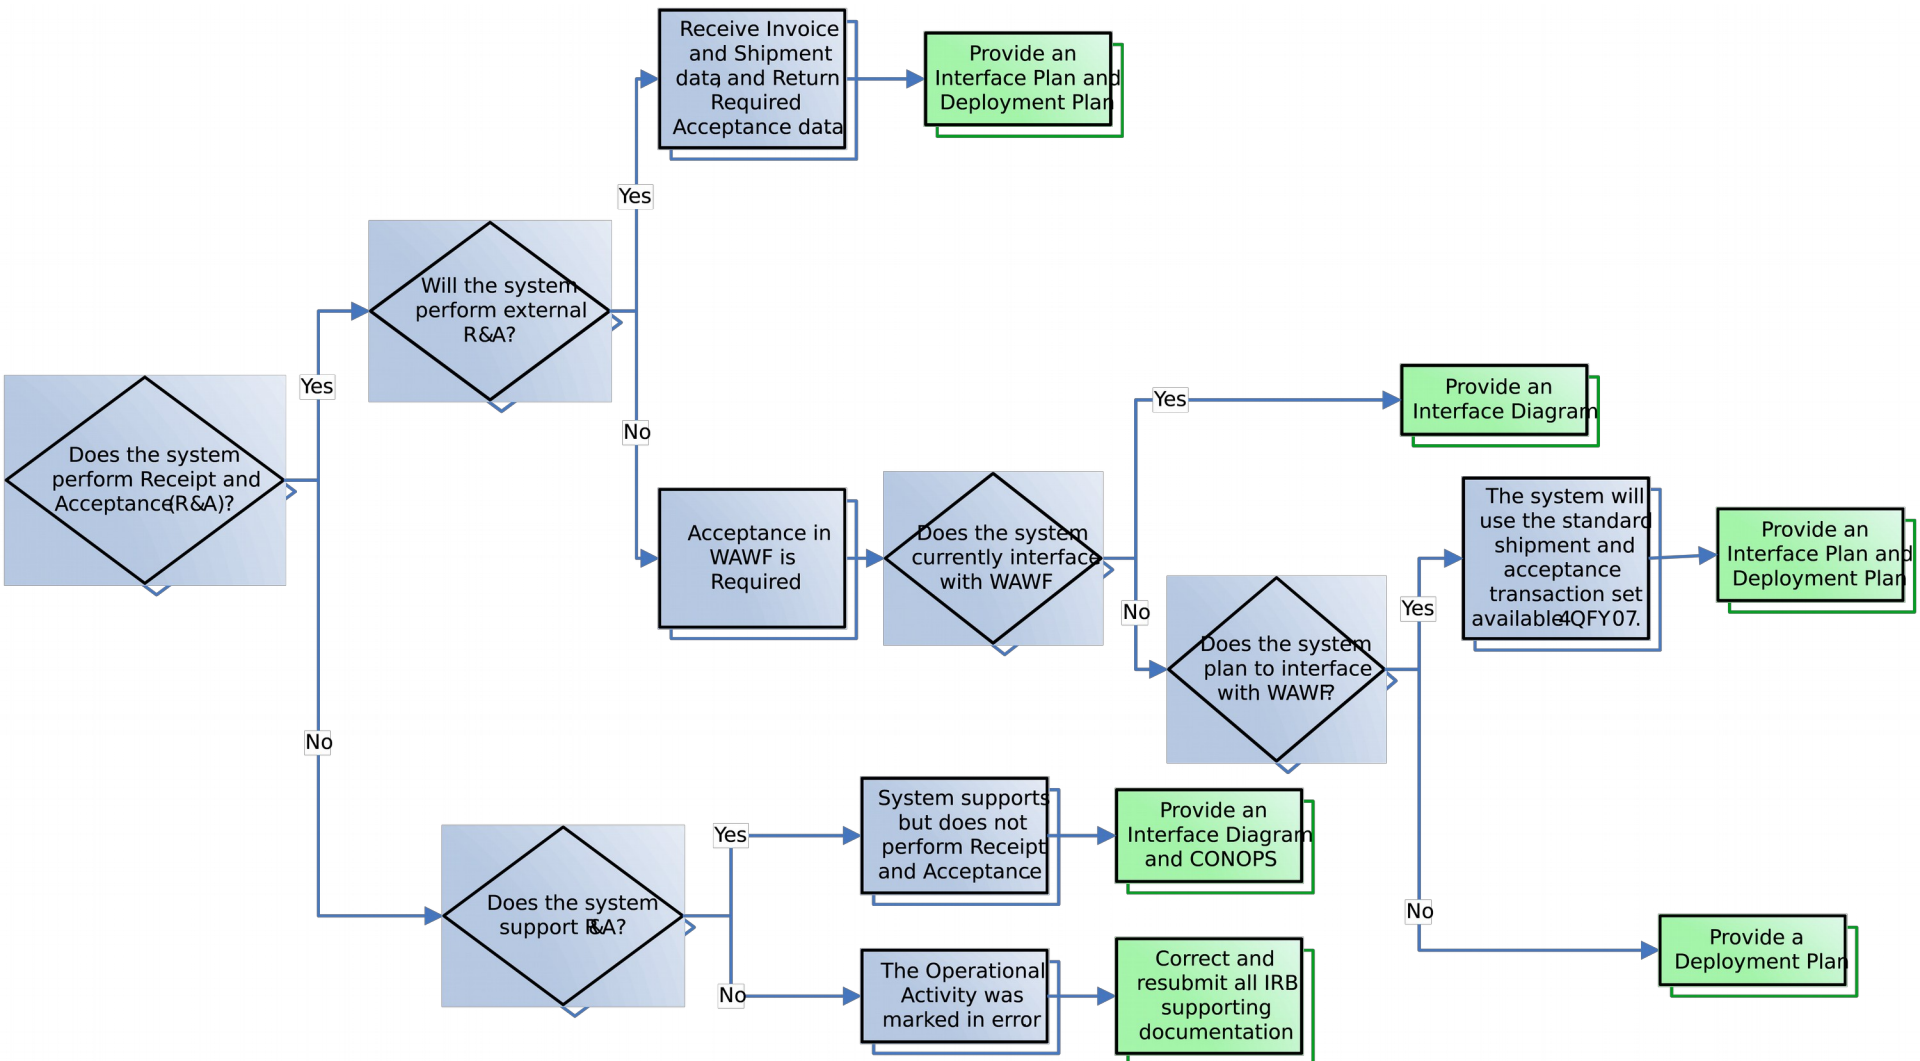 Receive Invoice
and Shipment
data, and Return
Required
Acceptance data.
Provide an
Interface Plan and
Deployment Plan
Yes
Will the system
perform external
R&A?
Yes
No
Does the system
perform Receipt and
Acceptance (R&A)?
Acceptance in
WAWF is
Required
Does the system
currently interface
with WAWF
Yes
Provide an
Interface Diagram
No
Does the system
plan to interface
with WAWF?
Yes
The system will
use the standard
shipment and
acceptance
transaction set
available 4QFY07.
Provide an
Interface Plan and
Deployment Plan
No
Provide a
Deployment Plan
No
Does the system
support R&A?
Yes
System supports
but does not
perform Receipt
and Acceptance.
Provide an
Interface Diagram
and CONOPS
No
The Operational
Activity was
marked in error.
Correct and
resubmit all IRB
supporting
documentation